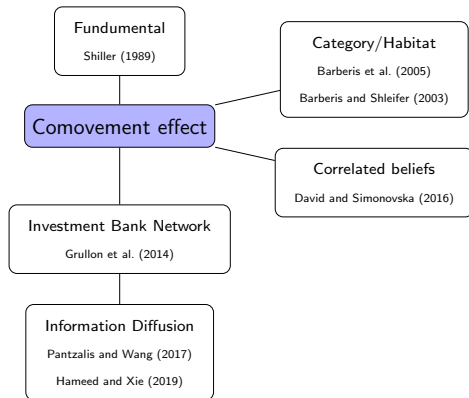 Fundumental
Shiller (1989)
Category/Habitat
Barberis et al. (2005)
Barberis and Shleifer (2003)
Comovement effect
Correlated beliefs
David and Simonovska (2016)
Investment Bank Network
Grullon et al. (2014)
Information Diffusion
Pantzalis and Wang (2017)
Hameed and Xie (2019)